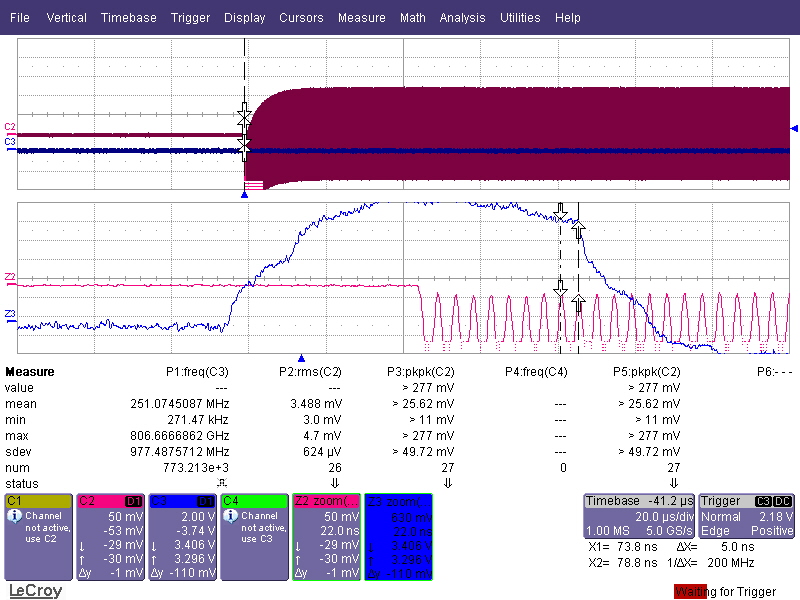 File Vertical Timebase Trigger Display Cursors Measure Math Analysis Utilities Help
C2
C3
Z2
Z3
Measure P1:freq(C3) P2:rms(C2) P3:pkpk(C2) P4:freq(C4) P5:pkpk(C2) P6:- - -
value --- --- > 277 mV > 277 mV
mean 251.0745087 MHz 3.488 mV > 25.62 mV --- > 25.62 mV
min 271.47 kHz 3.0 mV > 11 mV --- > 11 mV
max 806.6666862 GHz 4.7 mV > 277 mV --- > 277 mV
sdev 977.4875712 MHz 624 µV > 49.72 mV --- > 49.72 mV
num 773.213e+3 26 27 0 27
status
C1
Channel
not active,
use C2
C2 D1
50 mV
-53 mV
↓ -29 mV
↑ -30 mV
Δy -1 mV
C3 D1
2.00 V
-3.74 V
↓ 3.406 V
↑ 3.296 V
Δy -110 mV
C4
Channel
not active,
use C3
Z2 zoom(...
50 mV
22.0 ns
↓ -29 mV
↑ -30 mV
Δy -1 mV
Z3 zoom(
830 mV
22.0 ns
↓ 3.406 V
↑ 3.296 V
Δy -110 mV
Timebase -41.2 µs
20.0 µs/div
1.00 MS 5.0 GS/s
Trigger C3 DC
Normal 2.18 V
Edge Positive
X1= 73.8 ns ΔX= 5.0 ns
X2= 78.8 ns 1/ΔX= 200 MHz
LeCroy
Waiting for Trigger